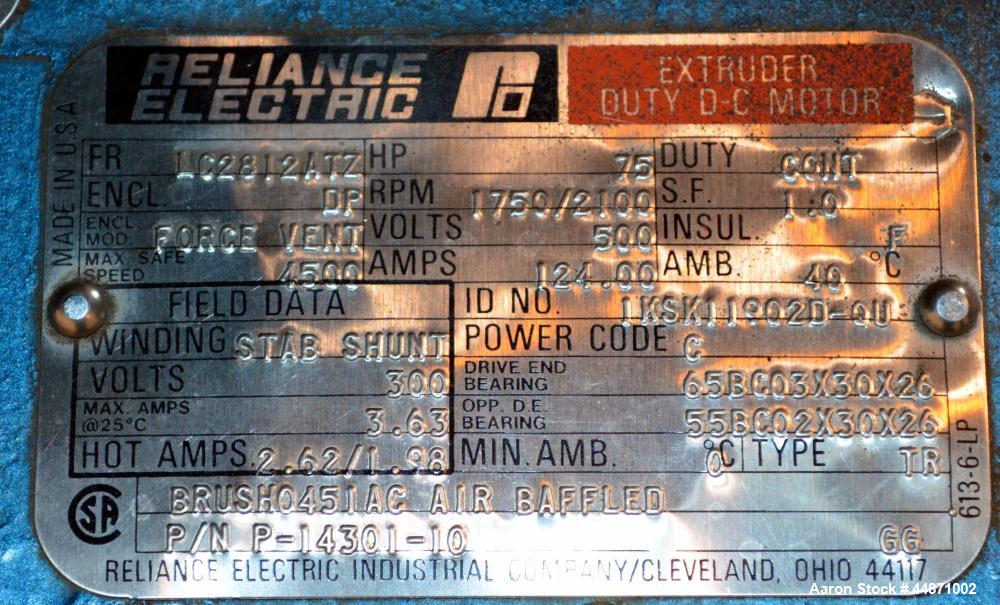 RELIANCE ELECTRIC
EXTRUDER
DUTY D-C MOTOR
MADE IN U.S.A
FR LC2812ATZ HP 75 DUTY CONT
ENCL. DP RPM 1750/2100 S.F. 1.0
ENCL. MOD. FORCE VENT VOLTS 500 INSUL. F
MAX. SAFE SPEED 4500 AMPS 124.00 AMB. 40 °C
FIELD DATA ID NO. 1KSK11902D-QU
WINDING STAB SHUNT POWER CODE C
VOLTS 300 DRIVE END BEARING 65BC03X30X26
MAX. AMPS @25°C 3.63 OPP. D.E. BEARING 55BC02X30X26
HOT AMPS 2.62/1.98 MIN. AMB. 0 °C TYPE TR
BRUSH0451AC AIR BAFFLED
P/N P-14301-10 GG
613-6-LP
SA
RELIANCE ELECTRIC INDUSTRIAL COMPANY/CLEVELAND, OHIO 44117
Aaron Stock # 44871002